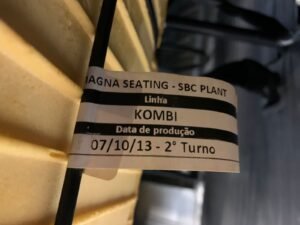 AGNA SEATING - SBC PLANT
Linha
KOMBI
Data de produção
07/10/13 - 2° Turno